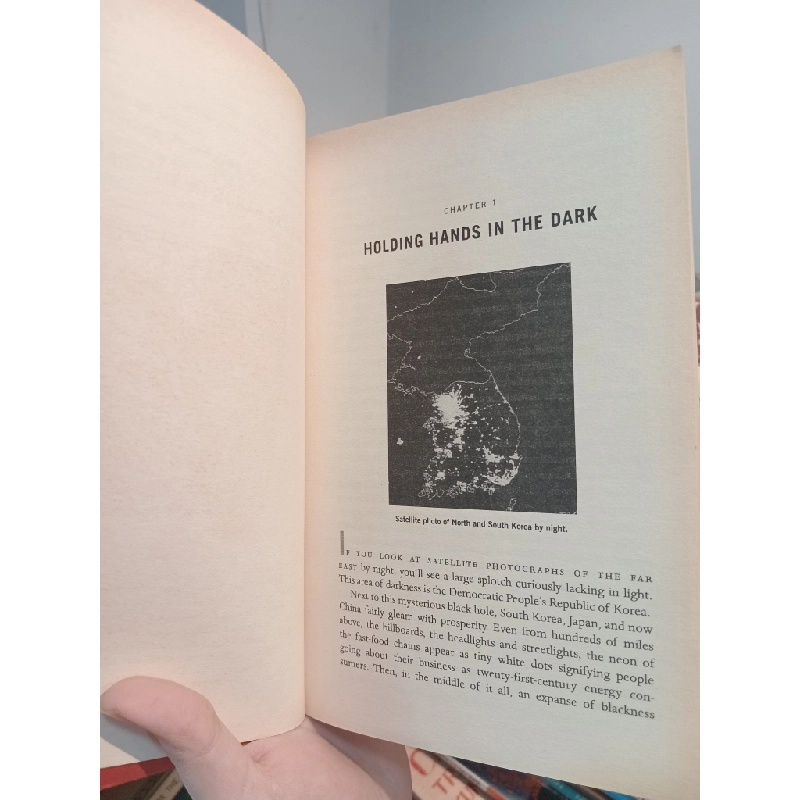 CHAPTER 1
HOLDING HANDS IN THE DARK
Satellite photo of North and South Korea by night.
IF YOU LOOK AT SATELLITE PHOTOGRAPHS OF THE FAR
EAST by night, you'll see a large splotch curiously lacking in light.
This area of darkness is the Democratic People's Republic of Korea.
Next to this mysterious black hole, South Korea, Japan, and now
China fairly gleam with prosperity. Even from hundreds of miles
above, the billboards, the headlights and streetlights, the neon of
the fast-food chains appear as tiny white dots signifying people
going about their business as twenty-first-century energy con-
sumers. Then, in the middle of it all, an expanse of blackness